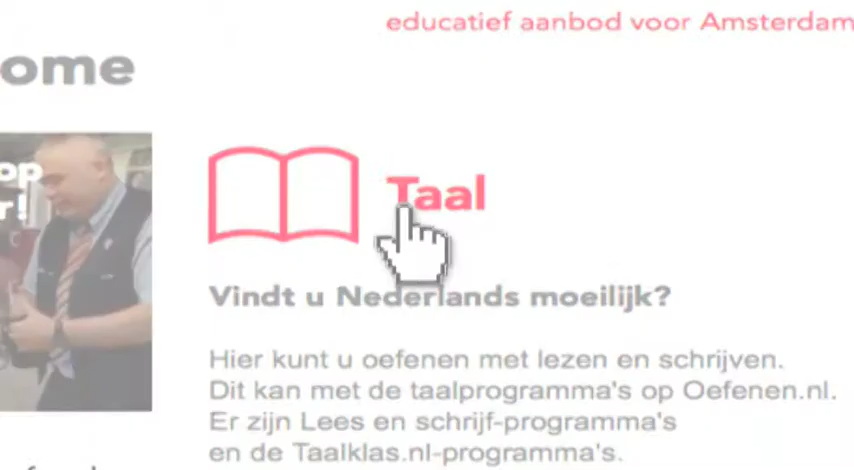 educatief aanbod voor Amsterdam
ome
op
r!
Taal
Vindt u Nederlands moeilijk?
Hier kunt u oefenen met lezen en schrijven.
Dit kan met de taalprogramma's op Oefenen.nl.
Er zijn Lees en schrijf-programma's
en de Taalklas.nl-programma's.